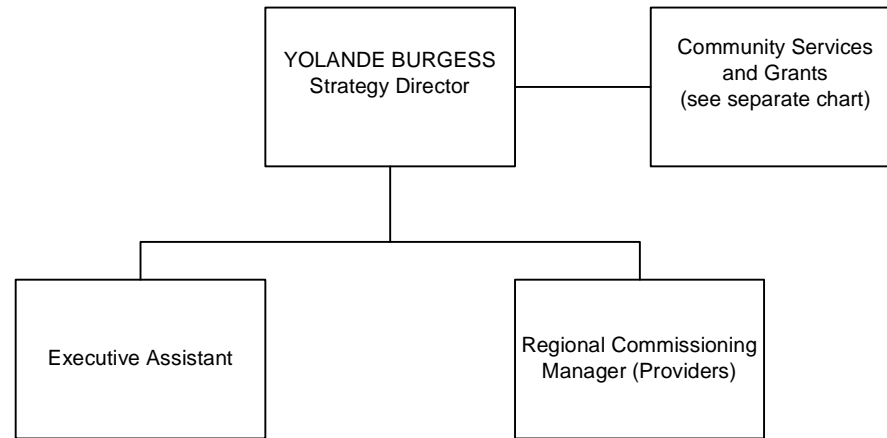 YOLANDE BURGESS
Strategy Director
Community Services
and Grants
(see separate chart)
Executive Assistant
Regional Commissioning
Manager (Providers)